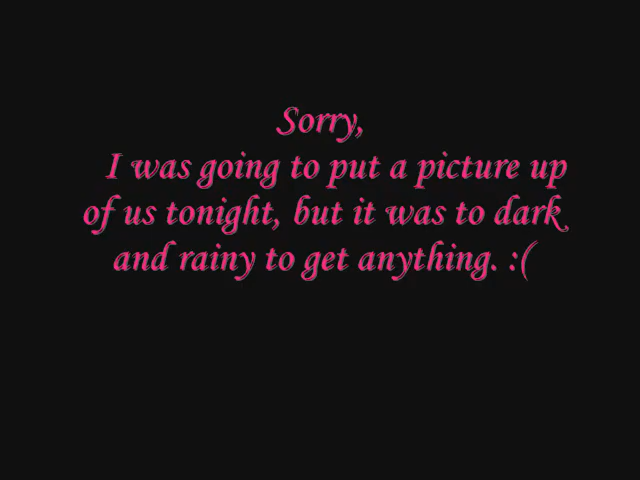 Sorry,
I was going to put a picture up
of us tonight, but it was to dark
and rainy to get anything. :(